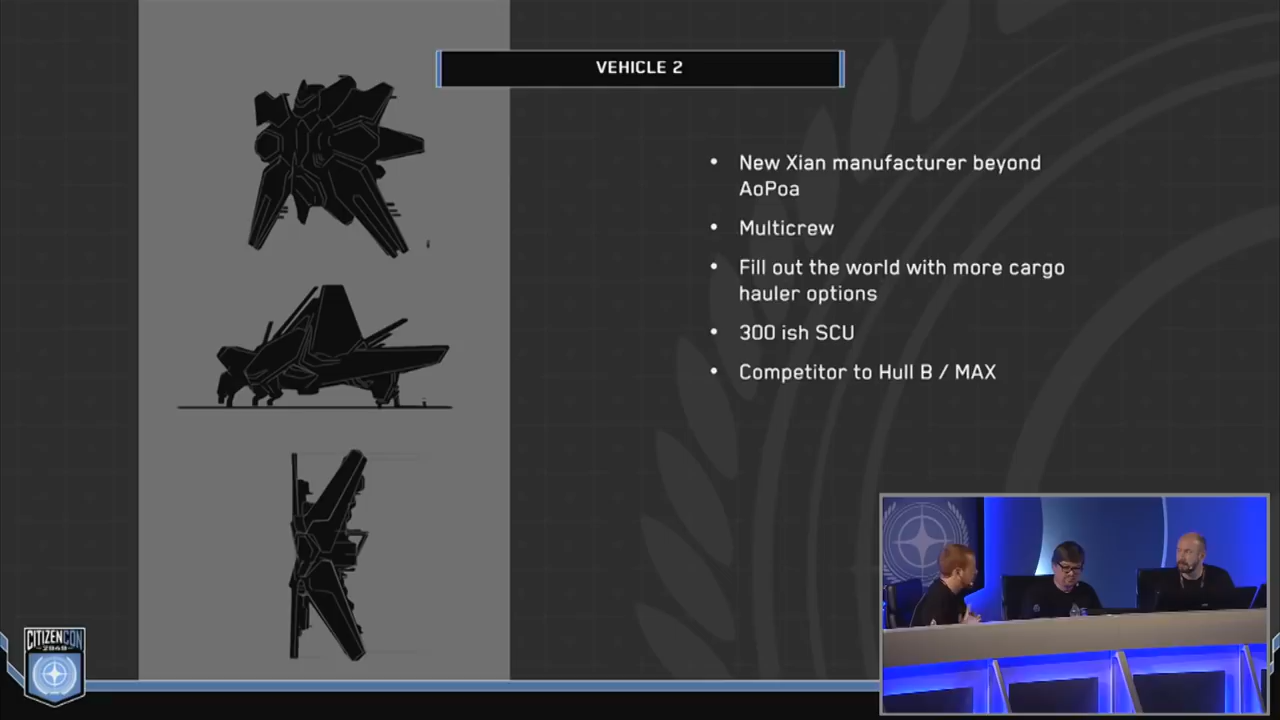 VEHICLE 2
• New Xian manufacturer beyond
AoPoa
• Multicrew
• Fill out the world with more cargo
hauler options
• 300 ish SCU
• Competitor to Hull B / MAX
CITIZENCON
2948